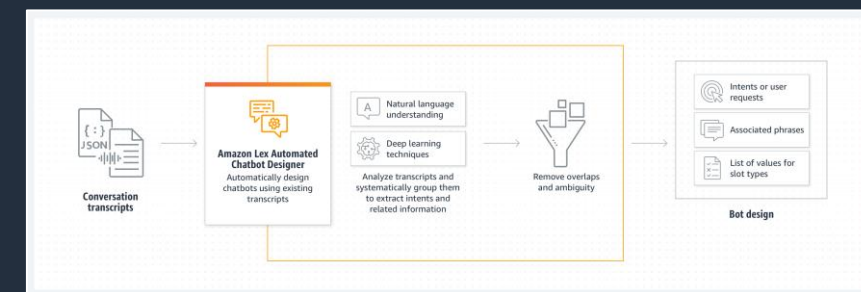 {:}
JSON
Conversation
transcripts
Amazon Lex Automated
Chatbot Designer
Automatically design
chatbots using existing
transcripts
A
Natural language
understanding
Deep learning
techniques
Analyze transcripts and
systematically group them
to extract intents and
related information
Remove overlaps
and ambiguity
Intents or user
requests
Associated phrases
List of values for
slot types
Bot design